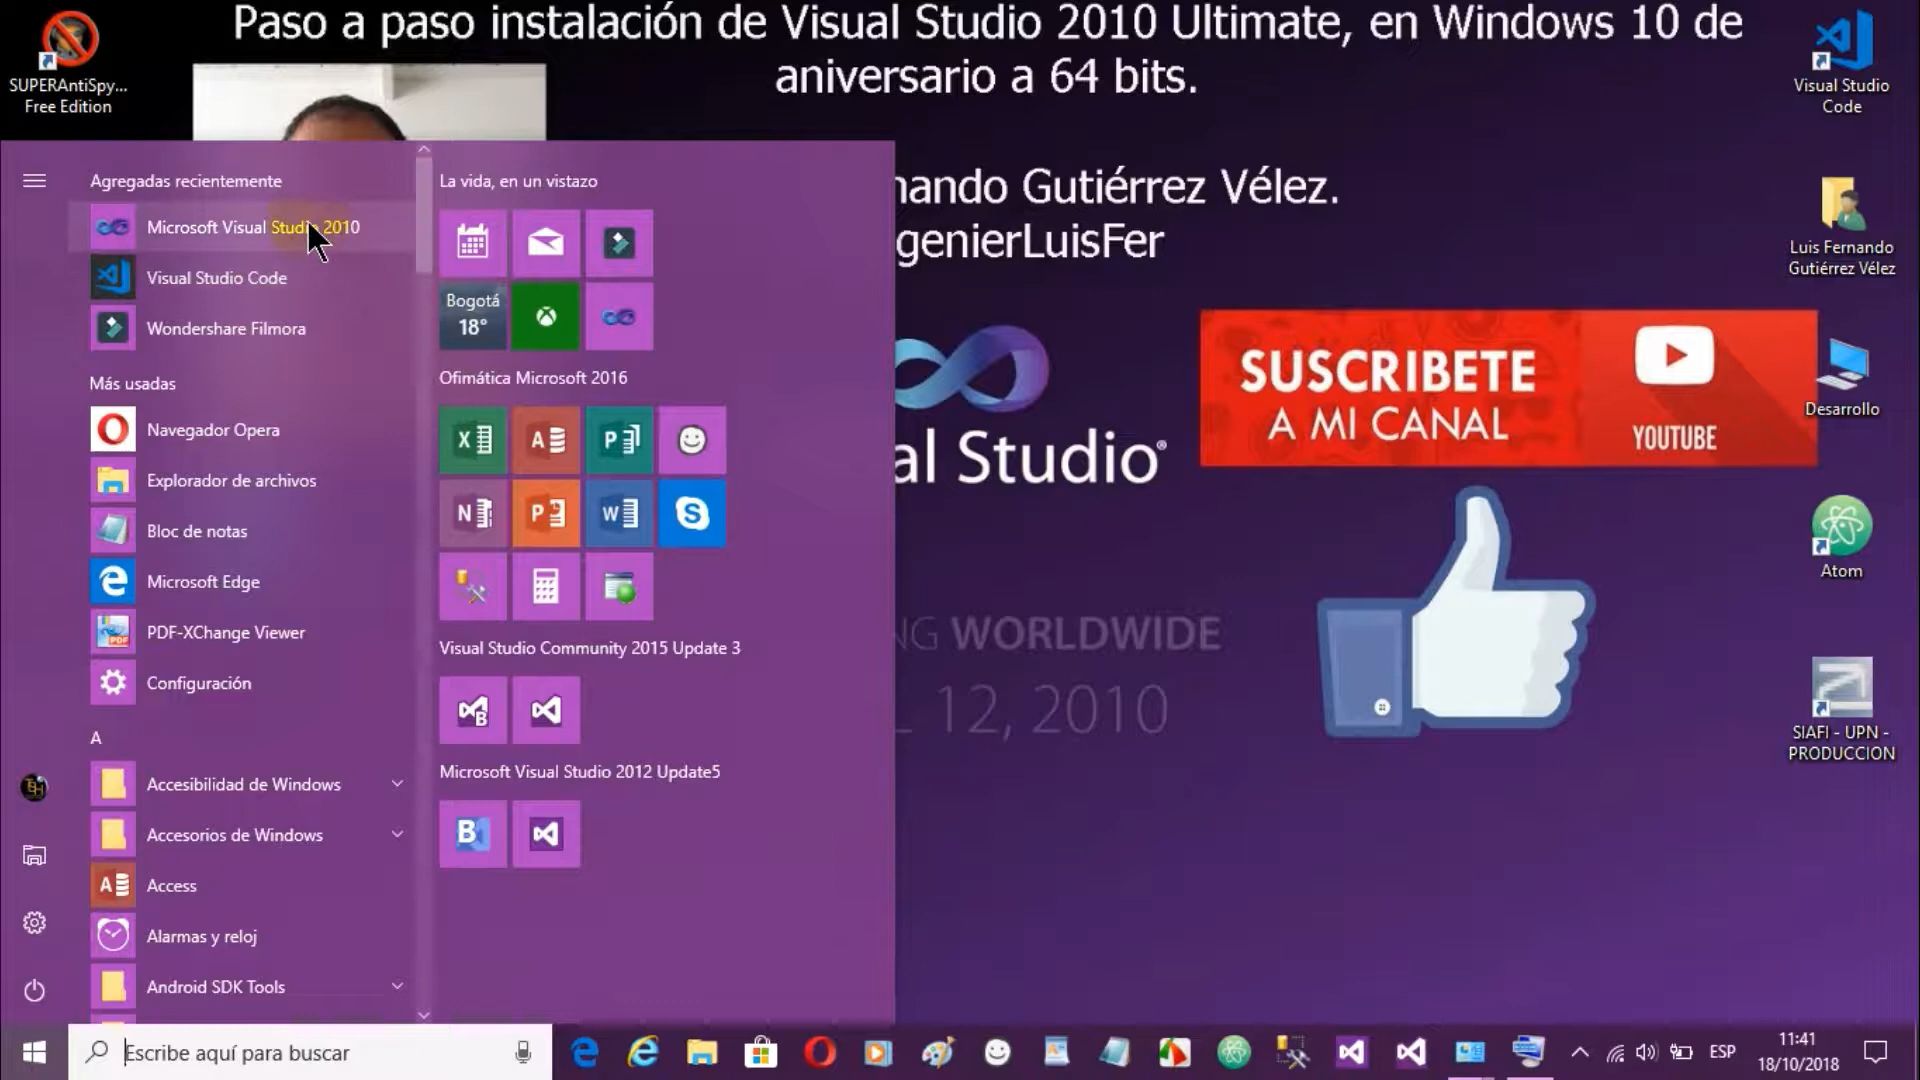 Paso a paso instalación de Visual Studio 2010 Ultimate, en Windows 10 de
aniversario a 64 bits.
nando Gutiérrez Vélez.
genierLuisFer
SUPERAntiSpy...
Free Edition
Visual Studio
Code
Luis Fernando
Gutiérrez Vélez
Desarrollo
Atom
SIAFI - UPN -
PRODUCCION
Agregadas recientemente
Microsoft Visual Studio 2010
Visual Studio Code
Wondershare Filmora
Más usadas
Navegador Opera
Explorador de archivos
Bloc de notas
Microsoft Edge
PDF-XChange Viewer
Configuración
A
Accesibilidad de Windows
Accesorios de Windows
Access
Alarmas y reloj
Android SDK Tools
La vida, en un vistazo
Bogotá
18°
Ofimática Microsoft 2016
Visual Studio Community 2015 Update 3
Microsoft Visual Studio 2012 Update5
al Studio®
NG WORLDWIDE
L 12, 2010
SUSCRIBETE
A MI CANAL
YOUTUBE
Escribe aquí para buscar
ESP
11:41
18/10/2018